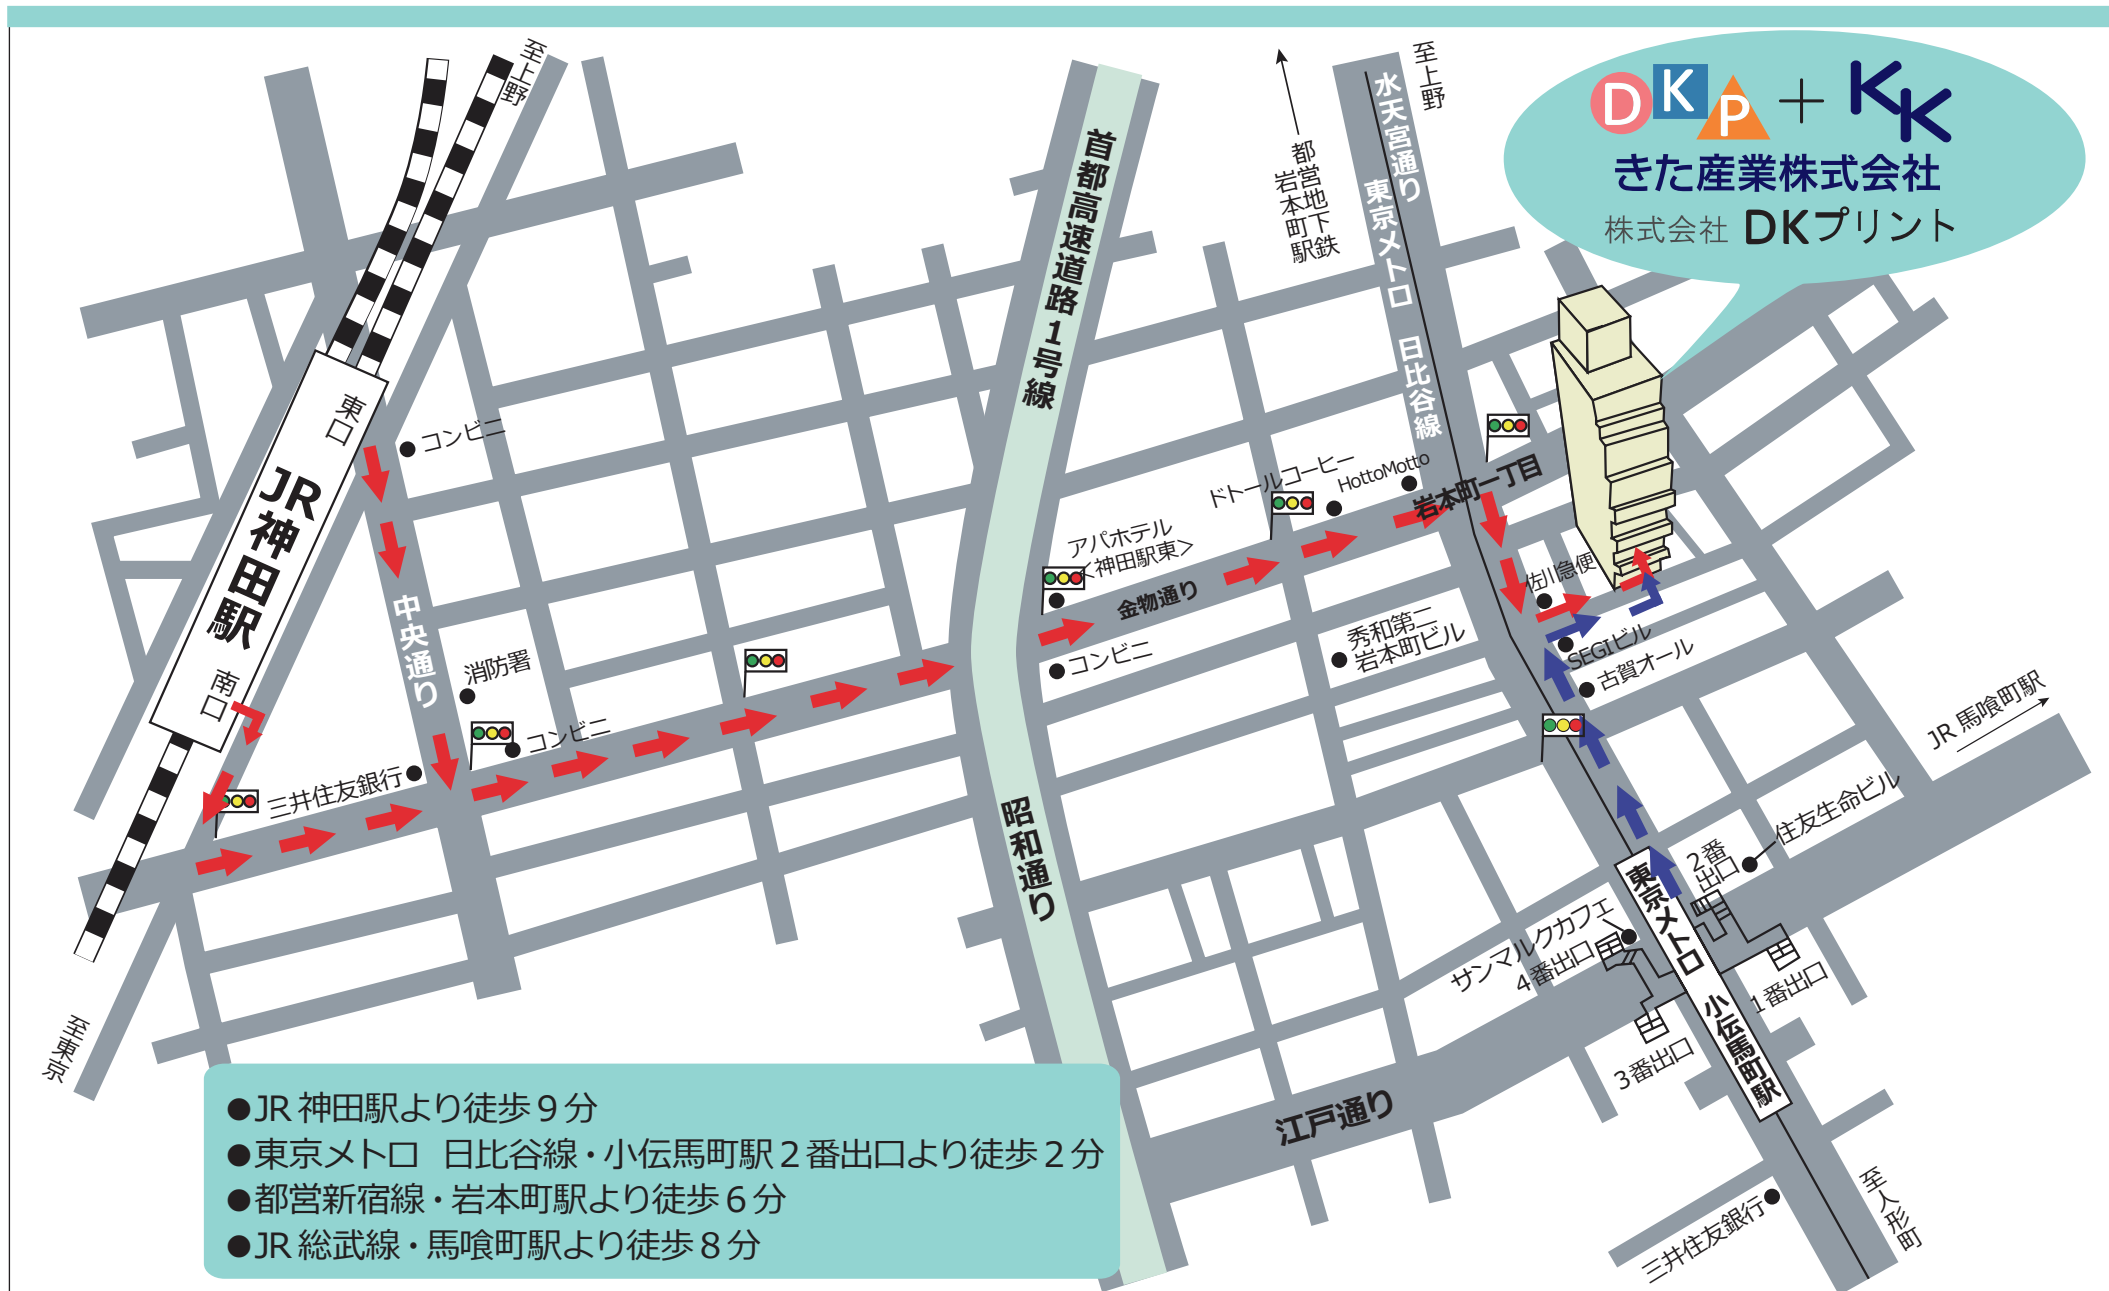 至上野
至上野
水天宮通り
東京メトロ 日比谷線
都営地下鉄
岩本町駅
首都高速道路1号線
DKP+KK
きた産業株式会社
株式会社 DKプリント
東口
JR神田駅
南口
コンビニ
中央通り
消防署
コンビニ
三井住友銀行
アパホテル
<神田駅東>
ドトールコーヒー
HottoMotto
岩本町一丁目
金物通り
コンビニ
秀和第二
岩本町ビル
佐川急便
SEGIビル
古賀オール
JR馬喰町駅
住友生命ビル
2番
出口
昭和通り
サンマルクカフェ
4番出口
東京メトロ 小伝馬町駅
1番出口
3番出口
至東京
江戸通り
三井住友銀行
至人形町
●JR神田駅より徒歩9分
●東京メトロ 日比谷線・小伝馬町駅2番出口より徒歩2分
●都営新宿線・岩本町駅より徒歩6分
●JR総武線・馬喰町駅より徒歩8分